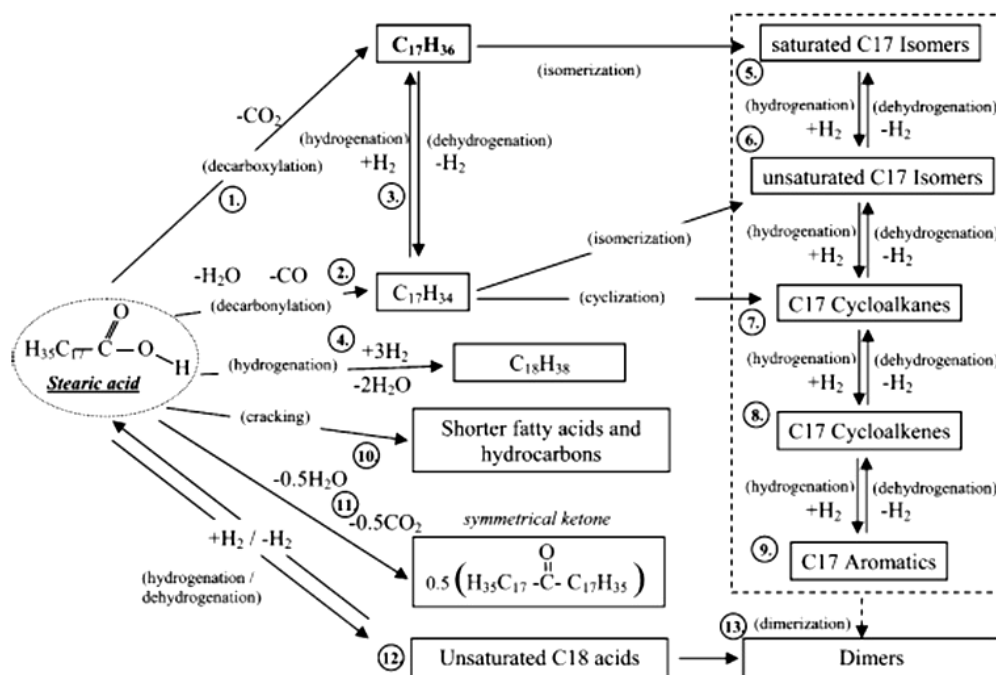 C17H36
saturated C17 Isomers
(isomerization)
5.
-CO2
(hydrogenation)
+H2
(dehydrogenation)
-H2
(decarboxylation)
1.
3.
(hydrogenation)
+H2
(dehydrogenation)
-H2
6.
unsaturated C17 Isomers
(isomerization)
(hydrogenation)
+H2
(dehydrogenation)
-H2
-H2O -CO
2.
(decarbonylation)
C17H34
(cyclization)
C17 Cycloalkanes
7.
O
H35C17 C O H
Stearic acid
4.
+3H2
(hydrogenation)
-2H2O
C18H38
(hydrogenation)
+H2
(dehydrogenation)
-H2
(cracking)
10.
Shorter fatty acids and
hydrocarbons
8.
C17 Cycloalkenes
-0.5H2O
11
-0.5CO2
symmetrical ketone
(hydrogenation)
+H2
(dehydrogenation)
-H2
+H2 / -H2
(hydrogenation /
dehydrogenation)
O
0.5 (H35C17 -C- C17H35)
9.
C17 Aromatics
13.
(dimerization)
12.
Unsaturated C18 acids
Dimers